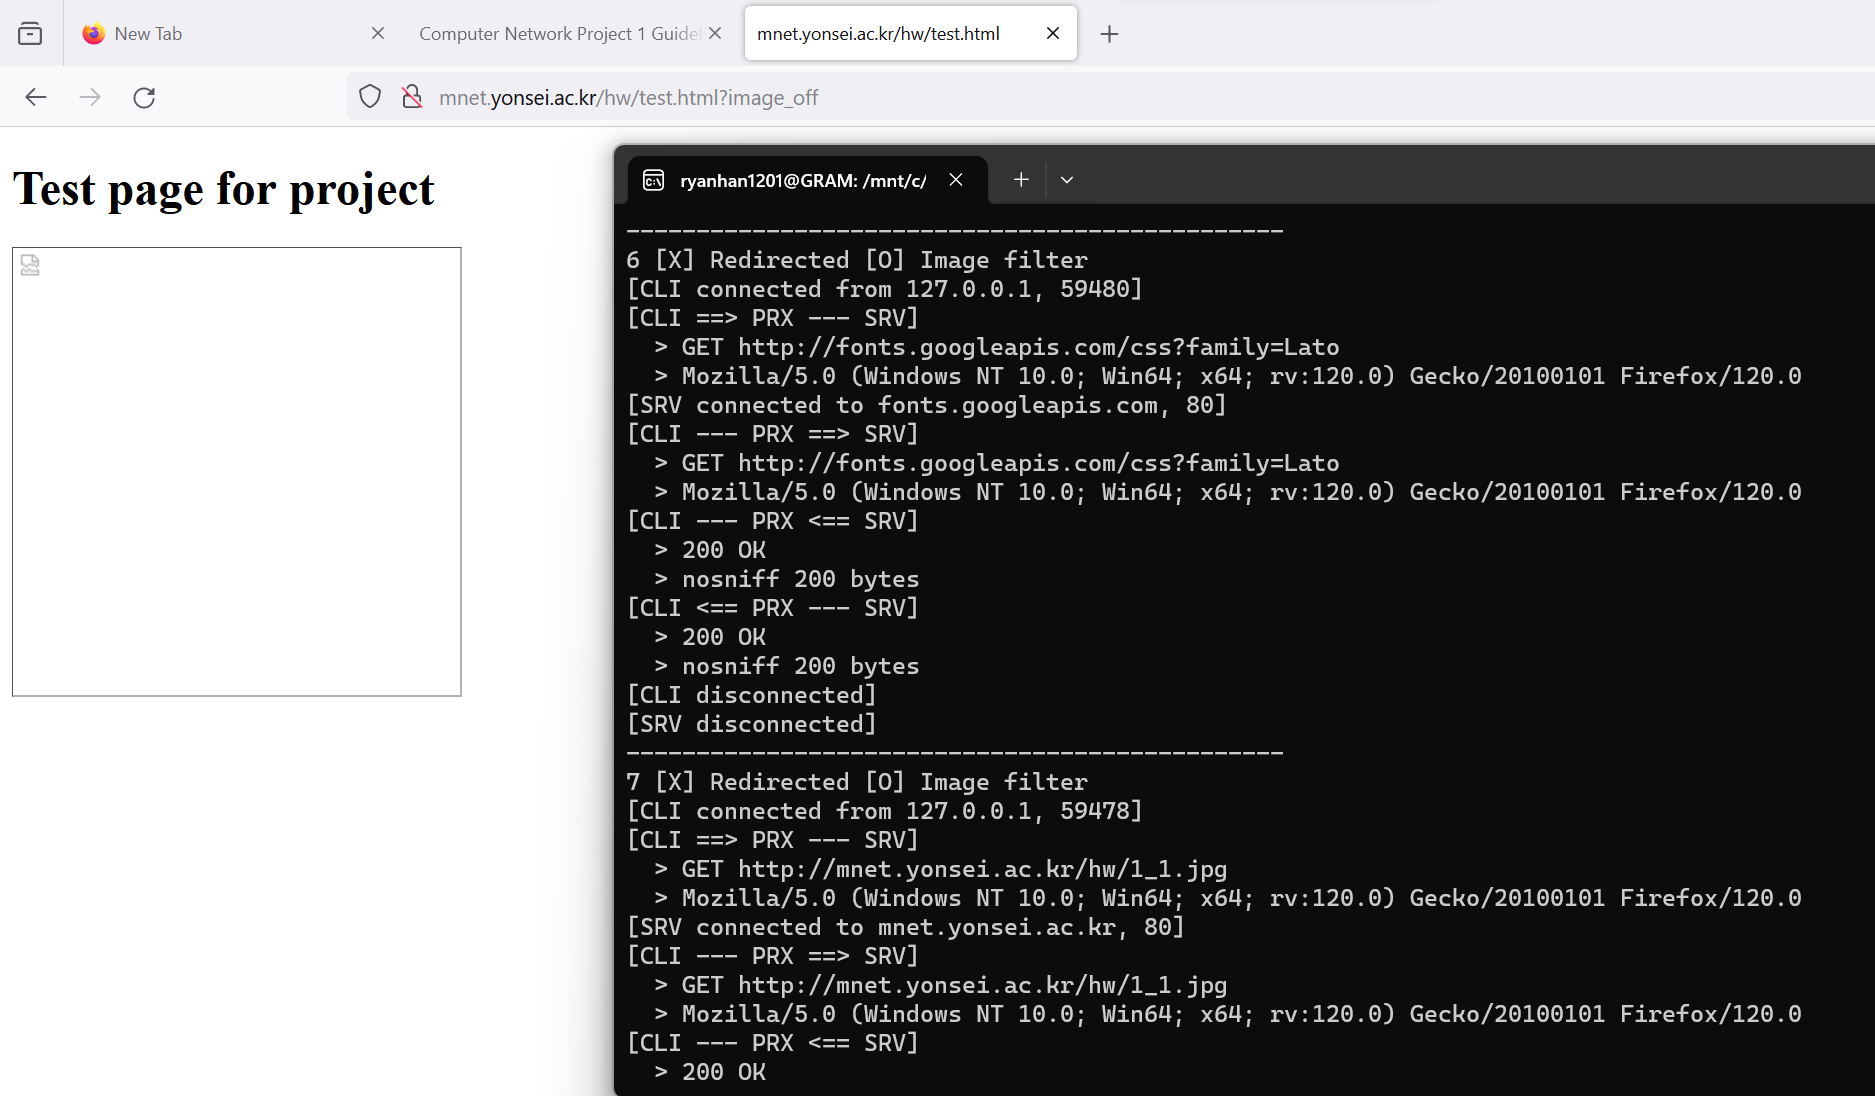 New Tab
Computer Network Project 1 Guidel
mnet.yonsei.ac.kr/hw/test.html
mnet.yonsei.ac.kr/hw/test.html?image_off
Test page for project
ryanhan1201@GRAM: /mnt/c/
-----------------------------------------------
6 [X] Redirected [O] Image filter
[CLI connected from 127.0.0.1, 59480]
[CLI ==> PRX --- SRV]
  > GET http://fonts.googleapis.com/css?family=Lato
  > Mozilla/5.0 (Windows NT 10.0; Win64; x64; rv:120.0) Gecko/20100101 Firefox/120.0
[SRV connected to fonts.googleapis.com, 80]
[CLI --- PRX ==> SRV]
  > GET http://fonts.googleapis.com/css?family=Lato
  > Mozilla/5.0 (Windows NT 10.0; Win64; x64; rv:120.0) Gecko/20100101 Firefox/120.0
[CLI --- PRX <== SRV]
  > 200 OK
  > nosniff 200 bytes
[CLI <== PRX --- SRV]
  > 200 OK
  > nosniff 200 bytes
[CLI disconnected]
[SRV disconnected]
-----------------------------------------------
7 [X] Redirected [O] Image filter
[CLI connected from 127.0.0.1, 59478]
[CLI ==> PRX --- SRV]
  > GET http://mnet.yonsei.ac.kr/hw/1_1.jpg
  > Mozilla/5.0 (Windows NT 10.0; Win64; x64; rv:120.0) Gecko/20100101 Firefox/120.0
[SRV connected to mnet.yonsei.ac.kr, 80]
[CLI --- PRX ==> SRV]
  > GET http://mnet.yonsei.ac.kr/hw/1_1.jpg
  > Mozilla/5.0 (Windows NT 10.0; Win64; x64; rv:120.0) Gecko/20100101 Firefox/120.0
[CLI --- PRX <== SRV]
  > 200 OK